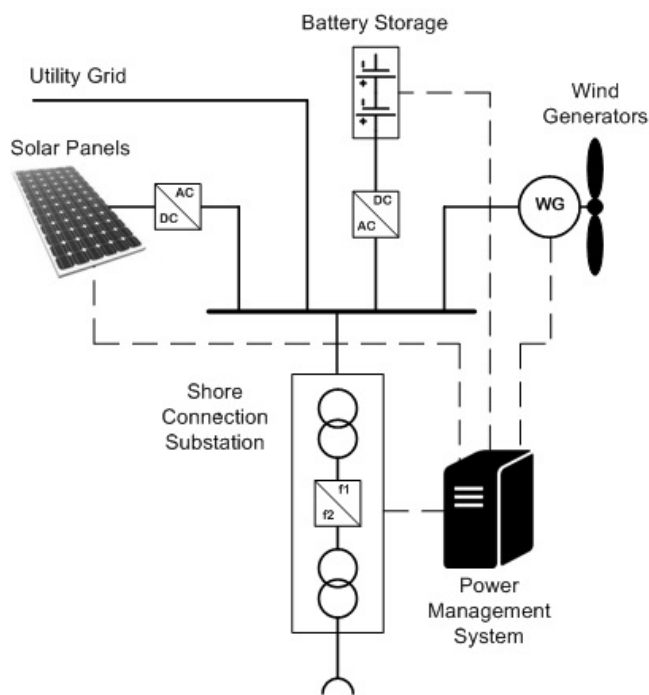 Battery Storage
Utility Grid
Wind
Generators
Solar Panels
AC
DC
DC
AC
WG
Shore
Connection
Substation
f1
f2
Power
Management
System